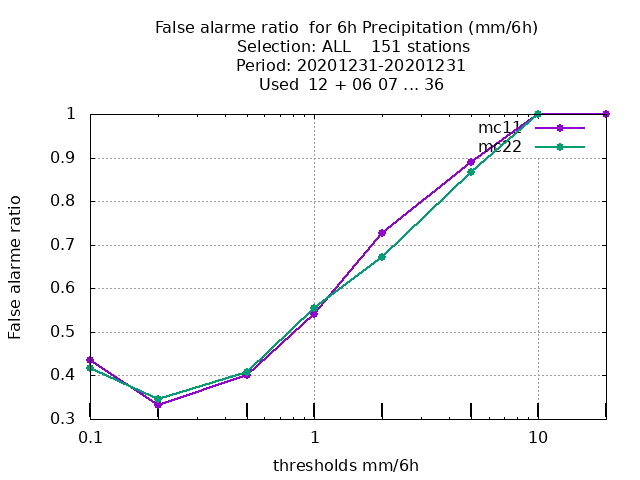 False alarme ratio  for 6h Precipitation (mm/6h)
Selection: ALL    151 stations
Period: 20201231-20201231
Used  12 + 06 07 ... 36
mc11
mc22
1
0.9
0.8
0.7
0.6
0.5
0.4
0.3
False alarme ratio
0.1
1
10
thresholds mm/6h